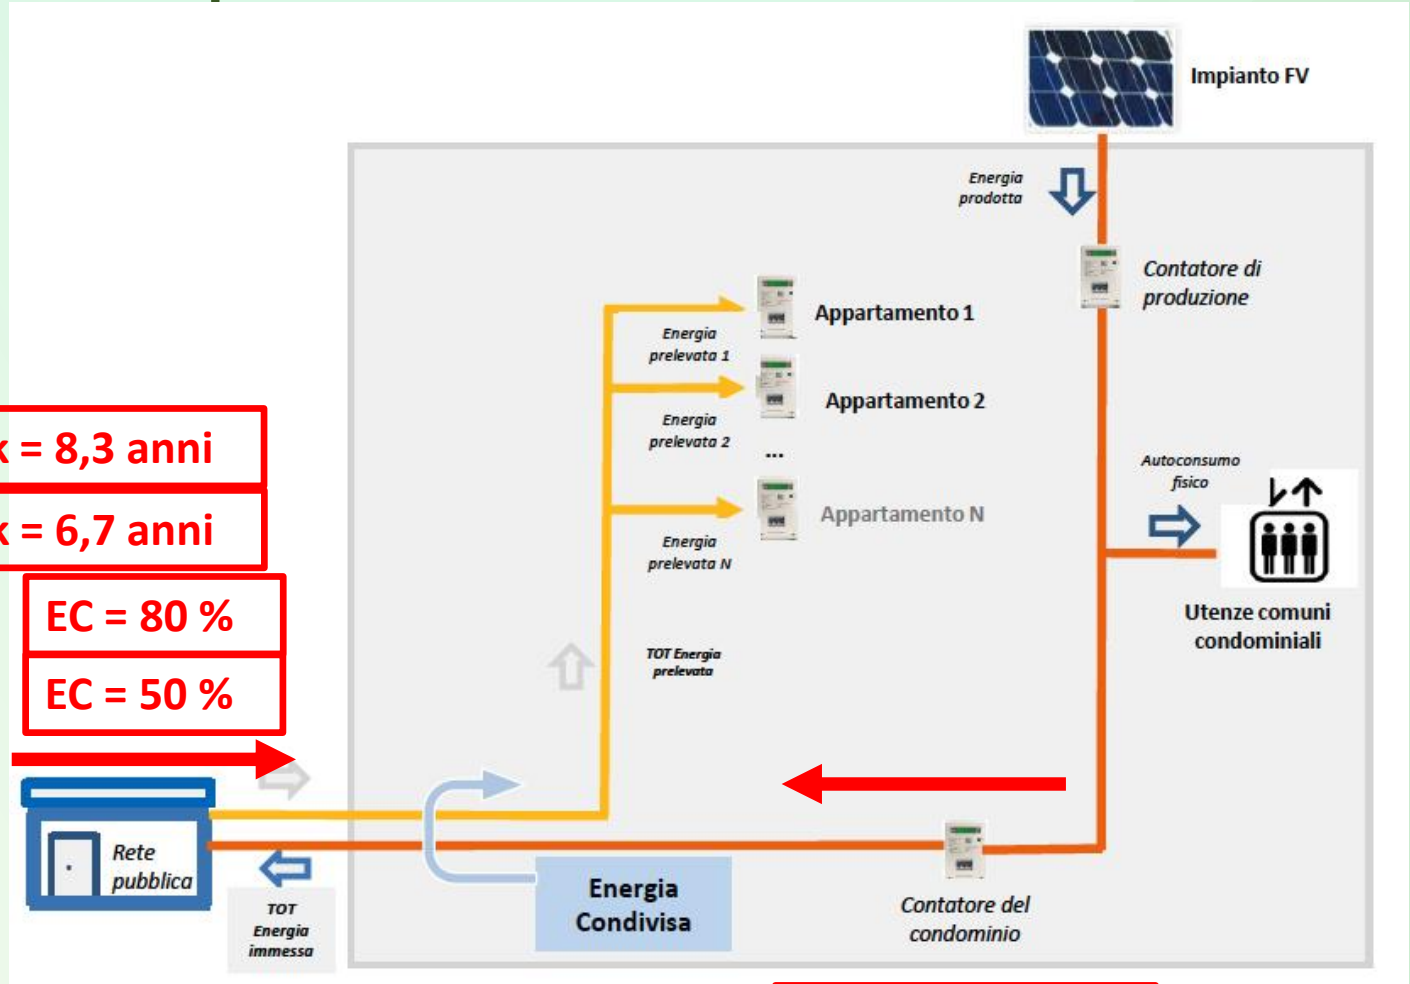 Impianto FV
Energia
prodotta
Contatore di
produzione
Appartamento 1
Energia
prelevata 1
Appartamento 2
Energia
prelevata 2
...
Appartamento N
Energia
prelevata N
Autoconsumo
fisico
Utenze comuni
condominiali
k = 8,3 anni
k = 6,7 anni
EC = 80 %
EC = 50 %
TOT Energia
prelevata
Rete
pubblica
TOT
Energia
immessa
Energia
Condivisa
Contatore del
condominio